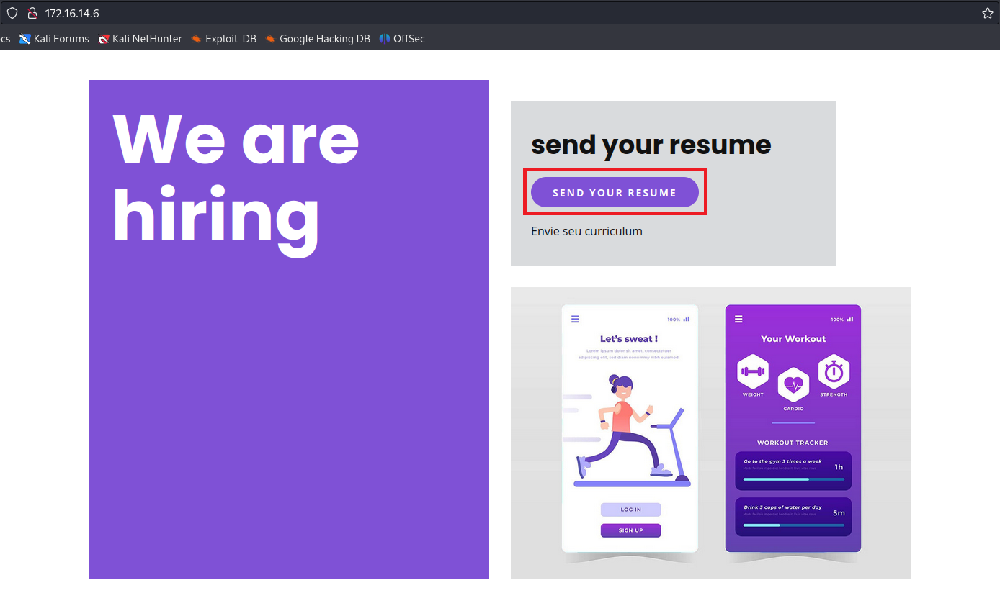 172.16.14.6
cs Kali Forums Kali NetHunter Exploit-DB Google Hacking DB OffSec
We are
hiring
send your resume
SEND YOUR RESUME
Envie seu curriculum
100%
Let's sweat !
Lorem ipsum dolor sit amet, consectetuer
adipiscing elit, sed diam nonummy nibh euismod.
LOG IN
SIGN UP
100%
Your Workout
WEIGHT
CARDIO
STRENGTH
WORKOUT TRACKER
Go to the gym 3 times a week
1h
Drink 3 cups of water per day
5m